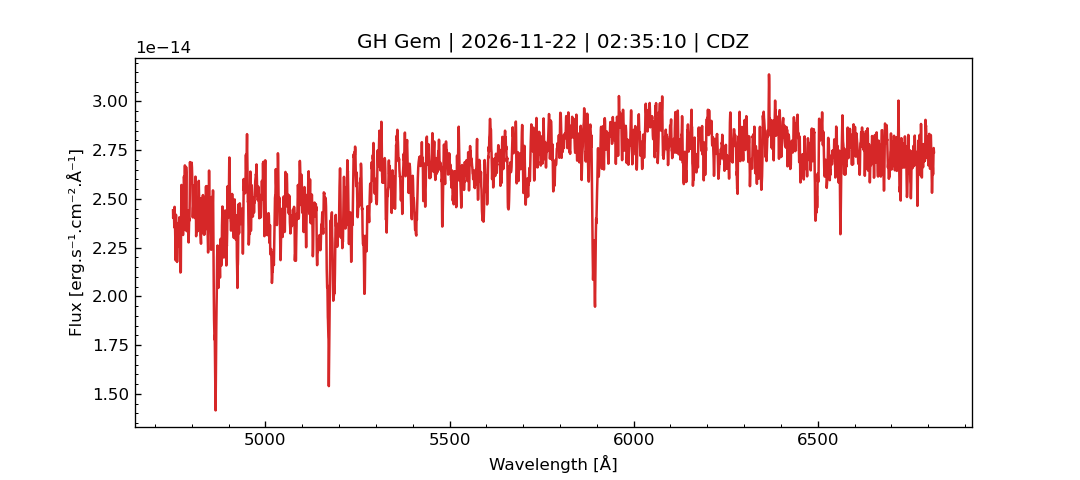 GH Gem | 2026-11-22 | 02:35:10 | CDZ
1e−14
3.00
2.75
2.50
2.25
2.00
1.75
1.50
Flux [erg.s⁻¹.cm⁻².Å⁻¹]
5000 5500 6000 6500
Wavelength [Å]